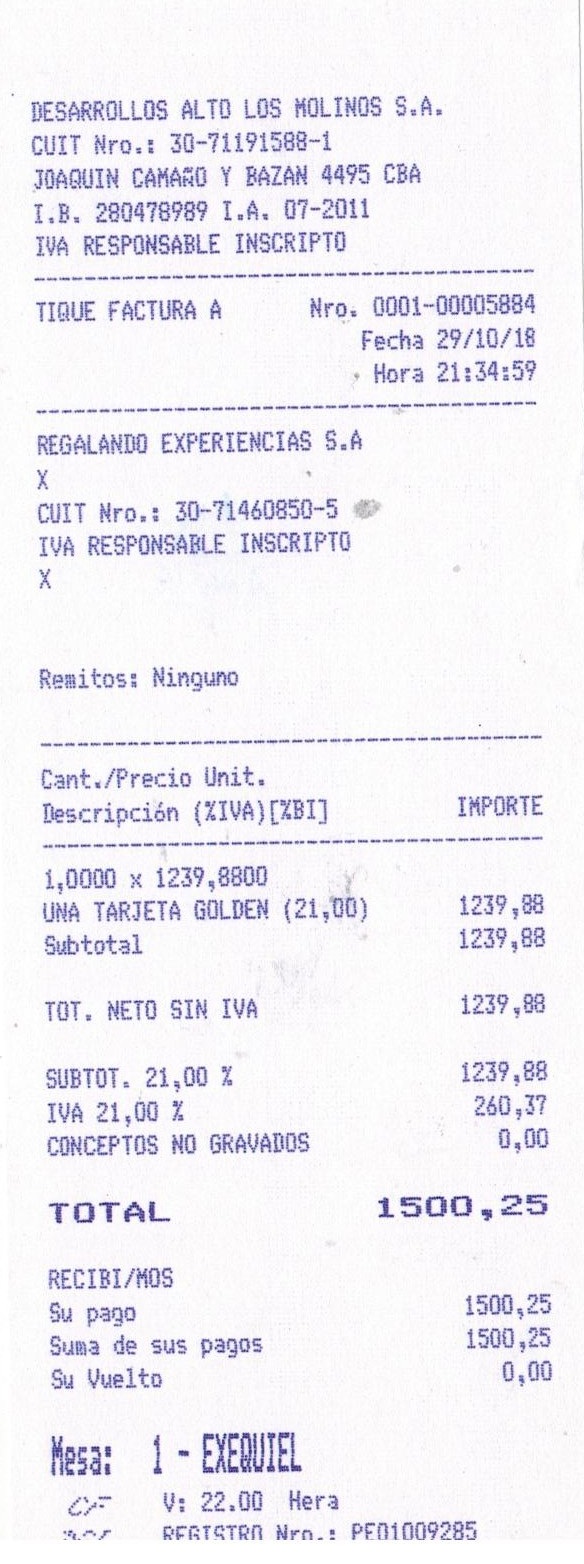 DESARROLLOS ALTO LOS MOLINOS S.A.
CUIT Nro.: 30-71191588-1
JOAQUIN CAMAÑO Y BAZAN 4495 CBA
I.B. 280478989 I.A. 07-2011
IVA RESPONSABLE INSCRIPTO
TIQUE FACTURA A Nro. 0001-00005884
Fecha 29/10/18
Hora 21:34:59
REGALANDO EXPERIENCIAS S.A
X
CUIT Nro.: 30-71460850-5
IVA RESPONSABLE INSCRIPTO
X
Remitos: Ninguno
Cant./Precio Unit.
Descripción (%IVA)[%BI] IMPORTE
1,0000 x 1239,8800
UNA TARJETA GOLDEN (21,00) 1239,88
Subtotal 1239,88
TOT. NETO SIN IVA 1239,88
SUBTOT. 21,00 % 1239,88
IVA 21,00 % 260,37
CONCEPTOS NO GRAVADOS 0,00
TOTAL 1500,25
RECIBI/MOS
Su pago 1500,25
Suma de sus pagos 1500,25
Su Vuelto 0,00
Mesa: 1 - EXEQUIEL
CF V: 22.00 Hera
REGISTRO Nro.: PEO1009285